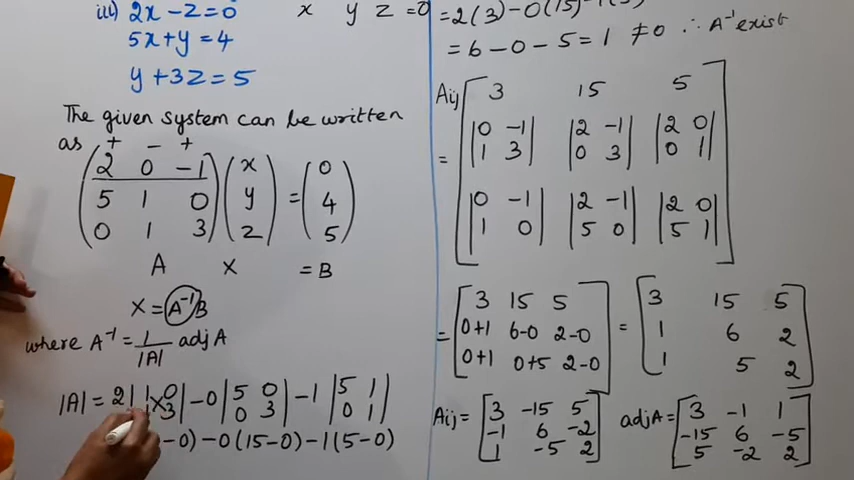 iii) 2x - z = 0 x y z = 0
5x + y = 4
y + 3z = 5
The given system can be written
as + - +
(2 0 -1) (x) (0)
(5 1 0) (y) = (4)
(0 1 3) (z) (5)
A X = B
X = A⁻¹ B
where A⁻¹ = 1/|A| adj A
|A| = 2 |1 0| - 0 |5 0| - 1 |5 1|
3| |0 3| |0 1|
- 0) - 0 (15 - 0) - 1 (5 - 0)
= 2(3) - 0(15) - 1(5)
= 6 - 0 - 5 = 1 ≠ 0 ∴ A⁻¹ exist
Aij [3 15 5]
= |0 -1| |2 -1| |2 0|
|1 3| |0 3| |0 1|
|0 -1| |2 -1| |2 0|
|1 0| |5 0| |5 1|
[3 15 5] [3 15 5]
= [0+1 6-0 2-0] = [1 6 2]
[0+1 0+5 2-0] [1 5 2]
Aij = [3 -15 5] adj A = [3 -1 1]
[-1 6 -2] [-15 6 -5]
[1 -5 2] [5 -2 2]